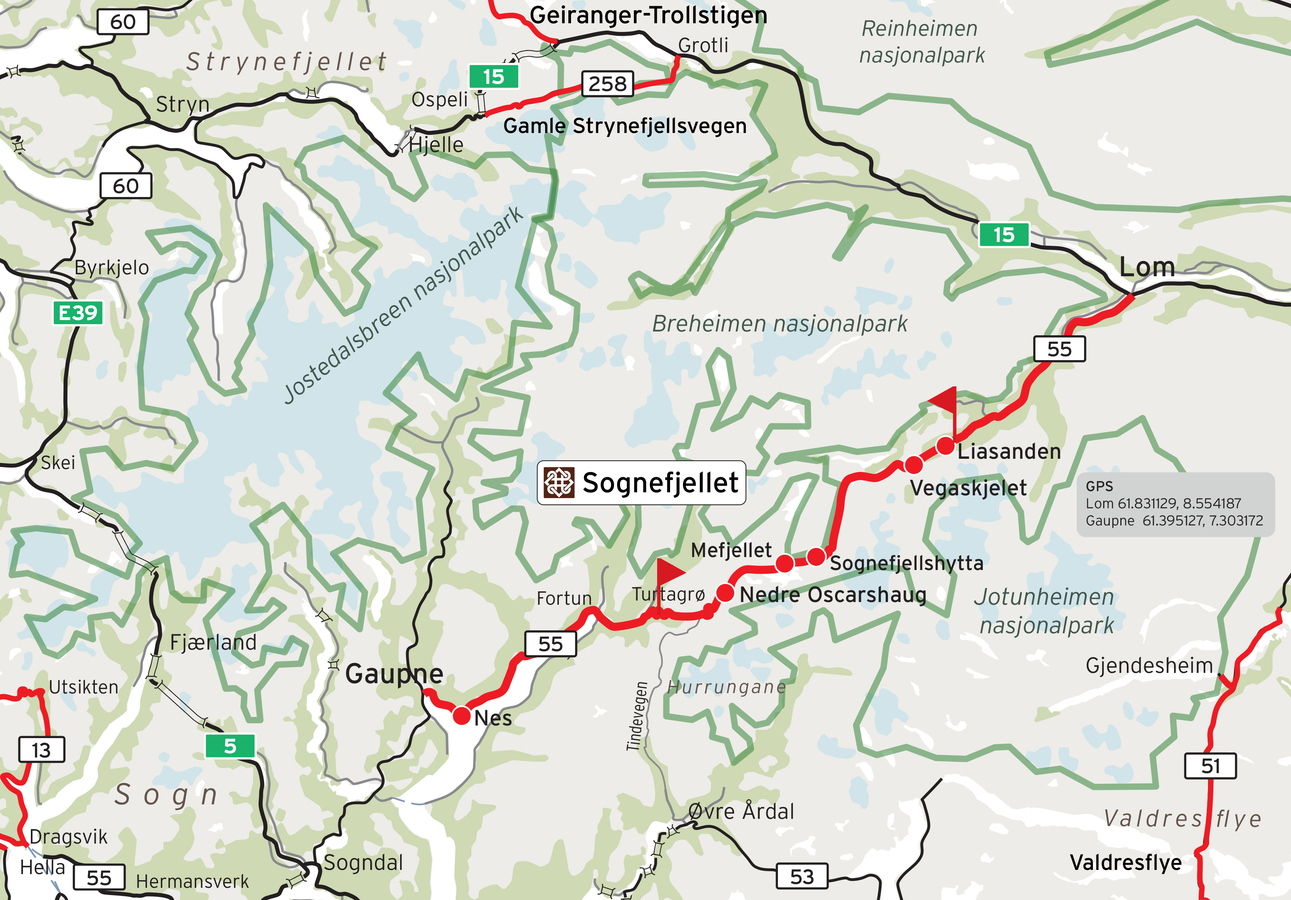 Geiranger-Trollstigen
60
Reinheimen
nasjonalpark
Grotli
Strynefjellet
15
258
Ospeli
Stryn
Gamle Strynefjellsvegen
Hjelle
60
15
Jostedalsbreen nasjonalpark
Byrkjelo
Lom
E39
Breheimen nasjonalpark
55
Liasanden
Skei
Sognefjellet
Vegaskjelet
GPS
Lom 61.831129, 8.554187
Gaupne 61.395127, 7.303172
Mefjellet
Sognefjellshytta
Fortun
Turtagrø
Nedre Oscarshaug
Jotunheimen
nasjonalpark
Fjærland
55
Gaupne
Gjendesheim
Utsikten
Hurrungane
Nes
Tindevegen
13
5
51
Sogn
Øvre Årdal
Valdresflye
Dragsvik
Hella
Sogndal
Valdresflye
55
Hermansverk
53